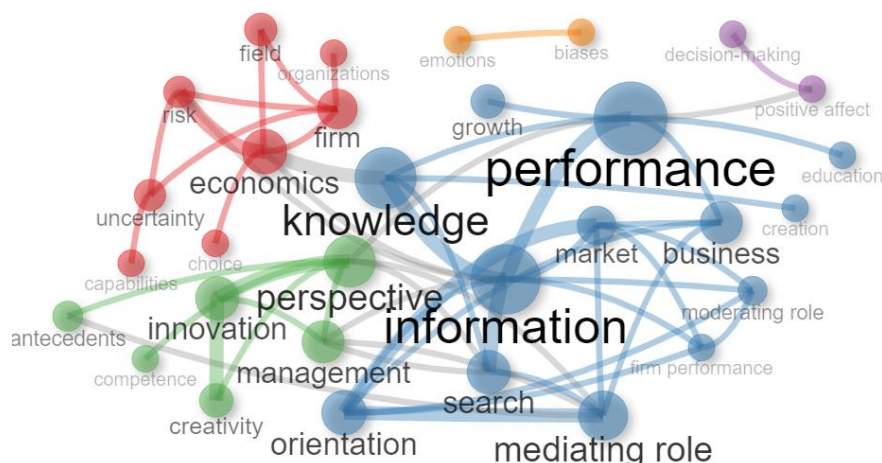 field
organizations
emotions
biases
decision-making
risk
firm
growth
positive affect
economics
performance
education
uncertainty
knowledge
creation
capabilities
choice
market
business
perspective
innovation
information
moderating role
antecedents
competence
management
firm performance
creativity
search
orientation
mediating role